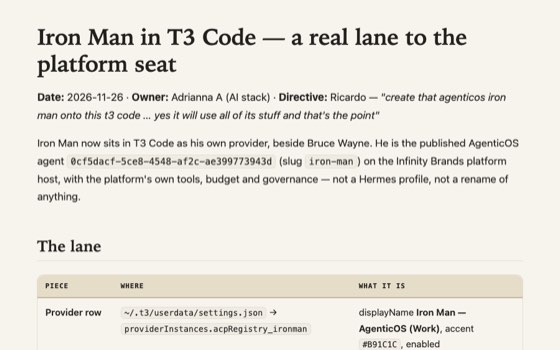 Iron Man in T3 Code — a real lane to the
platform seat
Date: 2026-11-26 · Owner: Adrianna A (AI stack) · Directive: Ricardo — "create that agenticos iron
man onto this t3 code ... yes it will use all of its stuff and that's the point"
Iron Man now sits in T3 Code as his own provider, beside Bruce Wayne. He is the published AgenticOS
agent 0cf5dacf-5ce8-4548-af2c-ae399773943d (slug iron-man ) on the Infinity Brands platform
host, with the platform's own tools, budget and governance — not a Hermes profile, not a rename of
anything.
The lane
PIECE WHERE WHAT IT IS
Provider row ~/.t3/userdata/settings.json → displayName Iron Man —
providerInstances.acpRegistry_ironman AgenticOS (Work), accent
#B91C1C , enabled